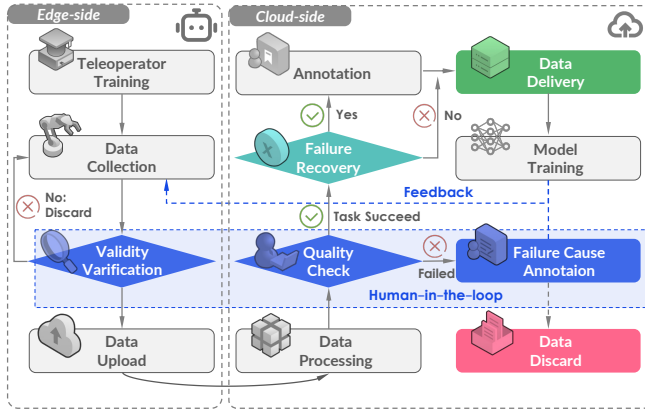 Edge-side
Cloud-side
Teleoperator
Training
Annotation
Data
Delivery
Yes
No
Data
Collection
Failure
Recovery
Model
Training
No:
Discard
Feedback
Task Succeed
Validity
Varification
Quality
Check
Failed
Failure Cause
Annotaion
Human-in-the-loop
Data
Upload
Data
Processing
Data
Discard